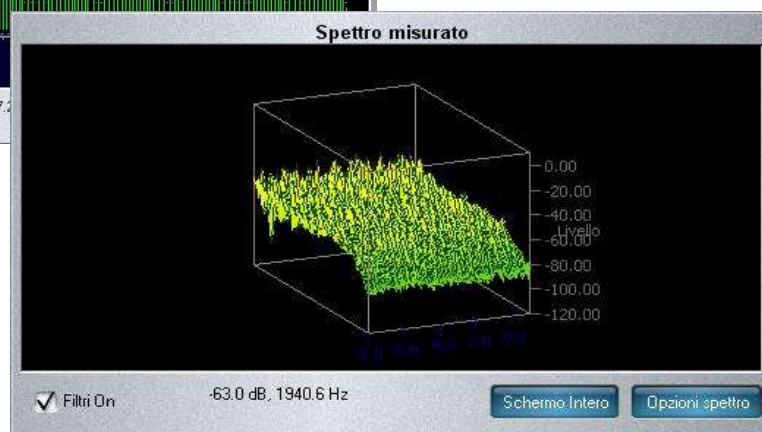 Spettro misurato
0.00
-20.00
-40.00
Livello
-60.00
-80.00
-100.00
-120.00
Filtri On
-63.0 dB, 1940.6 Hz
Schermo Intero
Opzioni spettro